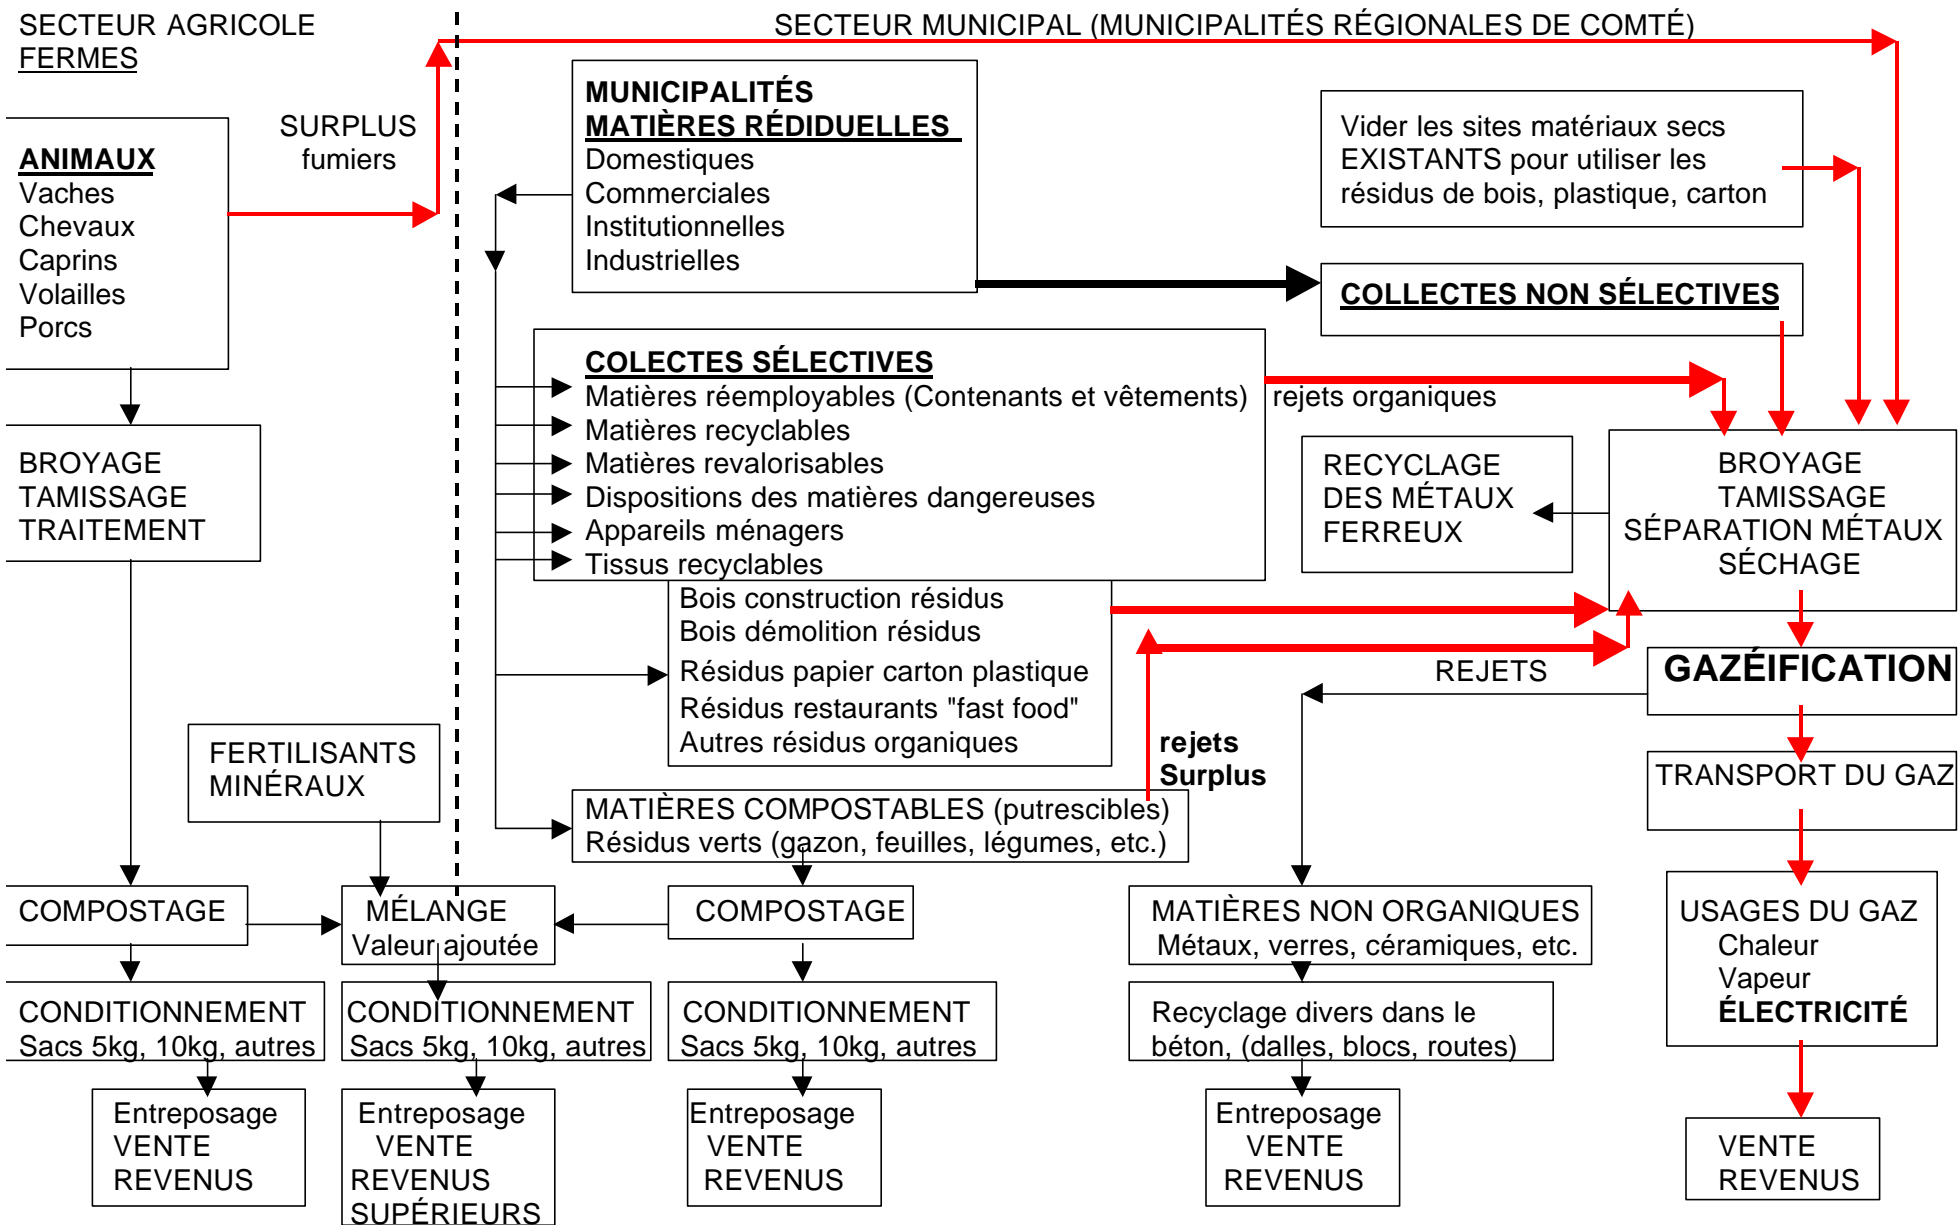 SECTEUR AGRICOLE
FERMES
SECTEUR MUNICIPAL (MUNICIPALITÉS RÉGIONALES DE COMTÉ)
SURPLUS
fumiers
ANIMAUX
Vaches
Chevaux
Caprins
Volailles
Porcs
MUNICIPALITÉS
MATIÈRES RÉDIDUELLES
Domestiques
Commerciales
Institutionnelles
Industrielles
Vider les sites matériaux secs
EXISTANTS pour utiliser les
résidus de bois, plastique, carton
COLLECTES NON SÉLECTIVES
COLECTES SÉLECTIVES
Matières réemployables (Contenants et vêtements)
Matières recyclables
Matières revalorisables
Dispositions des matières dangereuses
Appareils ménagers
Tissus recyclables
rejets organiques
BROYAGE
TAMISSAGE
TRAITEMENT
RECYCLAGE
DES MÉTAUX
FERREUX
BROYAGE
TAMISSAGE
SÉPARATION MÉTAUX
SÉCHAGE
Bois construction résidus
Bois démolition résidus
Résidus papier carton plastique
Résidus restaurants "fast food"
Autres résidus organiques
REJETS
GAZÉIFICATION
rejets
Surplus
FERTILISANTS
MINÉRAUX
TRANSPORT DU GAZ
MATIÈRES COMPOSTABLES (putrescibles)
Résidus verts (gazon, feuilles, légumes, etc.)
COMPOSTAGE
MÉLANGE
Valeur ajoutée
COMPOSTAGE
MATIÈRES NON ORGANIQUES
Métaux, verres, céramiques, etc.
USAGES DU GAZ
Chaleur
Vapeur
ÉLECTRICITÉ
CONDITIONNEMENT
Sacs 5kg, 10kg, autres
CONDITIONNEMENT
Sacs 5kg, 10kg, autres
CONDITIONNEMENT
Sacs 5kg, 10kg, autres
Recyclage divers dans le
béton, (dalles, blocs, routes)
Entreposage
VENTE
REVENUS
Entreposage
VENTE
REVENUS
SUPÉRIEURS
Entreposage
VENTE
REVENUS
Entreposage
VENTE
REVENUS
VENTE
REVENUS